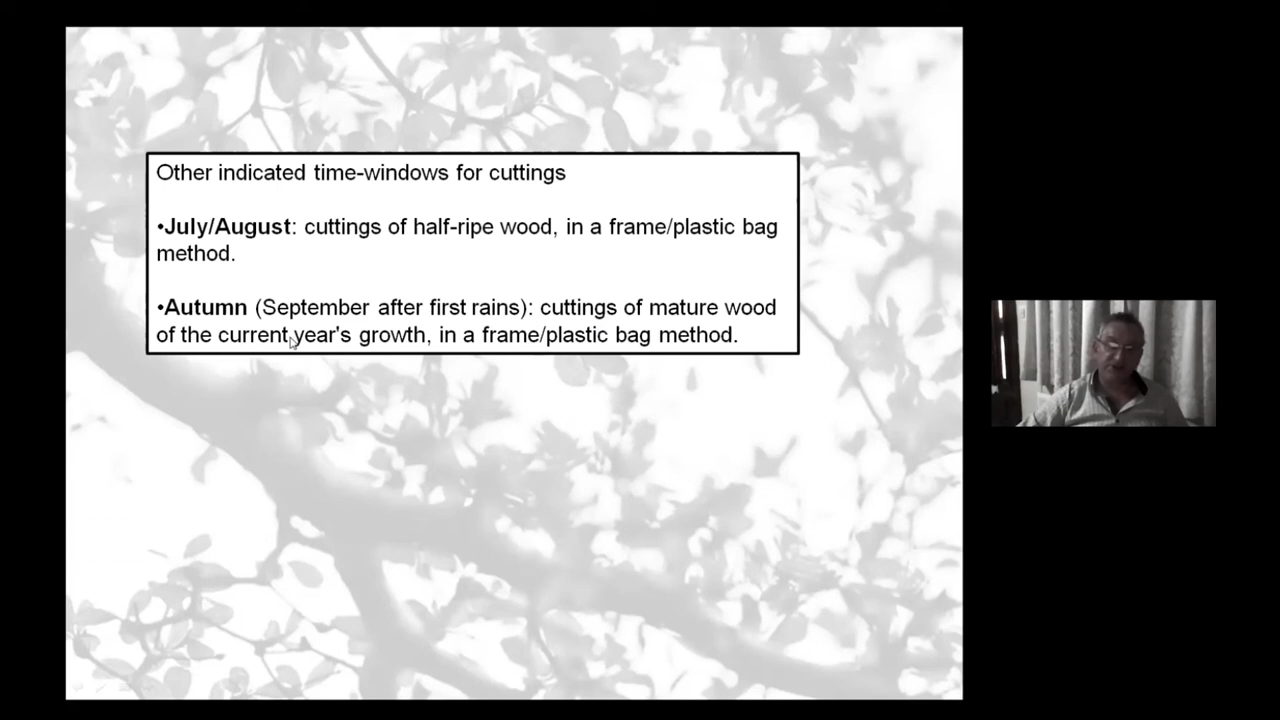 Other indicated time-windows for cuttings
•July/August: cuttings of half-ripe wood, in a frame/plastic bag
method.
•Autumn (September after first rains): cuttings of mature wood
of the current year's growth, in a frame/plastic bag method.